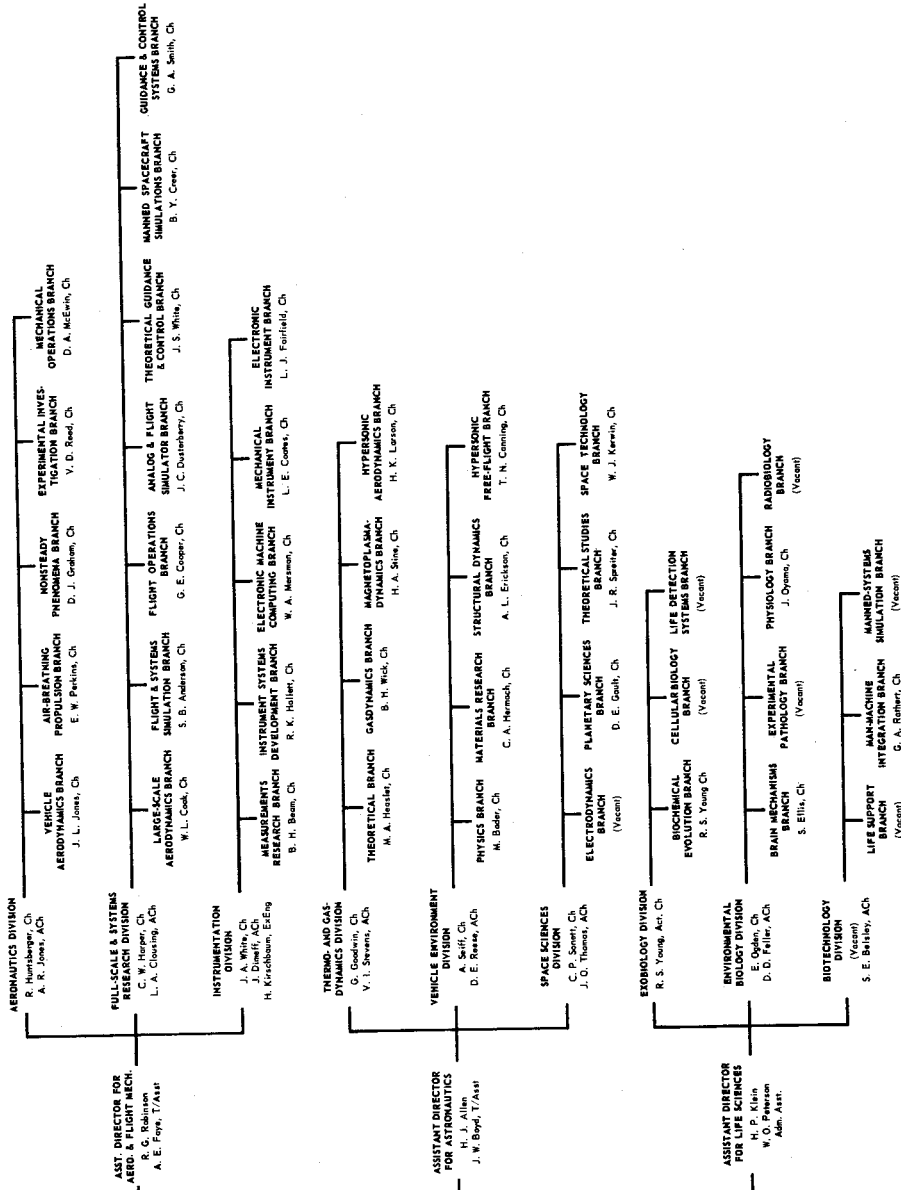 ASST. DIRECTOR FOR
AERO. & FLIGHT MECH.
R. G. Robinson
A. E. Faye, T/Asst
AERONAUTICS DIVISION
R. Huntsberger, Ch
A. R. Jones, ACh
VEHICLE
AERODYNAMICS BRANCH
J. L. Jones, Ch
AIR-BREATHING
PROPULSION BRANCH
E. W. Perkins, Ch
NONSTEADY
PHENOMENA BRANCH
D. J. Graham, Ch
EXPERIMENTAL INVES-
TIGATION BRANCH
V. D. Reed, Ch
MECHANICAL
OPERATIONS BRANCH
D. A. McEwin, Ch
FULL-SCALE & SYSTEMS
RESEARCH DIVISION
C. W. Harper, Ch
L. A. Clousing, ACh
LARGE-SCALE
AERODYNAMICS BRANCH
W. L. Cook, Ch
FLIGHT & SYSTEMS
SIMULATION BRANCH
S. B. Anderson, Ch
FLIGHT OPERATIONS
BRANCH
G. E. Cooper, Ch
ANALOG & FLIGHT
SIMULATOR BRANCH
J. C. Dusterberry, Ch
THEORETICAL GUIDANCE
& CONTROL BRANCH
J. S. White, Ch
MANNED SPACECRAFT
SIMULATIONS BRANCH
B. Y. Creer, Ch
GUIDANCE & CONTROL
SYSTEMS BRANCH
G. A. Smith, Ch
INSTRUMENTATION
DIVISION
J. A. White, Ch
J. Dimeff, ACh
H. Kirschbaum, ExEng
MEASUREMENTS
RESEARCH BRANCH
B. H. Beam, Ch
INSTRUMENT SYSTEMS
DEVELOPMENT BRANCH
R. K. Hallett, Ch
ELECTRONIC MACHINE
COMPUTING BRANCH
W. A. Mersman, Ch
MECHANICAL
INSTRUMENT BRANCH
L. E. Coates, Ch
ELECTRONIC
INSTRUMENT BRANCH
L. J. Fairfield, Ch
ASSISTANT DIRECTOR
FOR ASTRONAUTICS
H. J. Allen
J. W. Boyd, T/Asst
THERMO AND GAS-
DYNAMICS DIVISION
G. Goodwin, Ch
V. I. Stevens, ACh
THEORETICAL BRANCH
M. A. Heaslet, Ch
GASDYNAMICS BRANCH
B. H. Wick, Ch
MAGNETOPLASMA-
DYNAMICS BRANCH
H. A. Stine, Ch
HYPERSONIC
AERODYNAMICS BRANCH
H. K. Larson, Ch
VEHICLE ENVIRONMENT
DIVISION
A. Seiff, Ch
D. E. Reese, ACh
PHYSICS BRANCH
M. Bader, Ch
MATERIALS RESEARCH
BRANCH
C. A. Hermach, Ch
STRUCTURAL DYNAMICS
BRANCH
A. L. Erickson, Ch
HYPERSONIC
FREE-FLIGHT BRANCH
T. N. Canning, Ch
SPACE SCIENCES
DIVISION
C. P. Sonett, Ch
J. O. Thomas, ACh
ELECTRODYNAMICS
BRANCH
(Vacant)
PLANETARY SCIENCES
BRANCH
D. E. Gault, Ch
THEORETICAL STUDIES
BRANCH
J. R. Spreiter, Ch
SPACE TECHNOLOGY
BRANCH
W. J. Kerwin, Ch
ASSISTANT DIRECTOR
FOR LIFE SCIENCES
H. P. Klein
W. O. Peterson
Adm. Asst.
EXOBIOLOGY DIVISION
R. S. Young, Act. Ch
BIOCHEMICAL
EVOLUTION BRANCH
R. S. Young Ch
CELLULARBIOLOGY
BRANCH
(Vacant)
LIFE DETECTION
SYSTEMS BRANCH
(Vacant)
ENVIRONMENTAL
BIOLOGY DIVISION
E. Ogden, Ch
D. D. Feller, ACh
BRAIN MECHANISMS
BRANCH
S. Ellis, Ch
EXPERIMENTAL
PATHOLOGY BRANCH
(Vacant)
PHYSIOLOGY BRANCH
J. Oyama, Ch
RADIOBIOLOGY
BRANCH
(Vacant)
BIOTECHNOLOGY
DIVISION
(Vacant)
S. E. Belsley, ACh
LIFE SUPPORT
BRANCH
(Vacant)
MAN-MACHINE
INTEGRATION BRANCH
G. A. Rathert, Ch
MANNED-SYSTEMS
SIMULATION BRANCH
(Vacant)